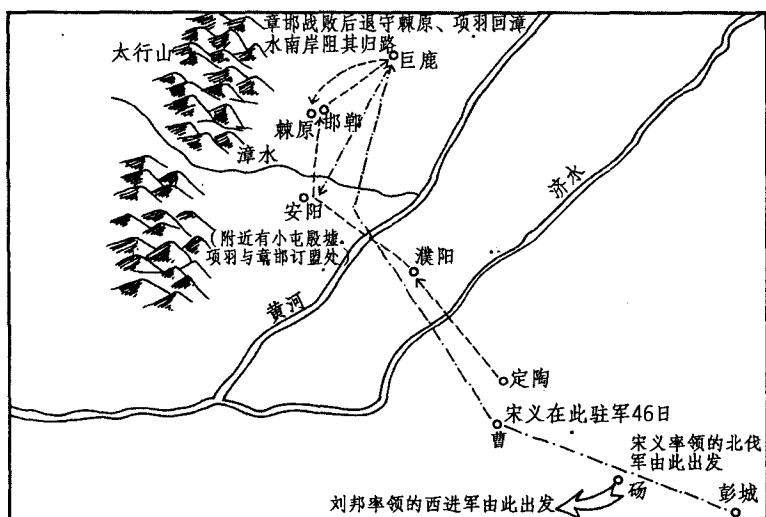 章邯战败后退守棘原、项羽回漳
水南岸阻其归路
太行山
巨鹿
棘原
邯郸
漳水
济水
安阳
（附近有小屯殷墟．
项羽与章邯订盟处）
濮阳
黄河
定陶
宋义在此驻军46日
曹
宋义率领的北伐
军由此出发
砀
彭城
刘邦率领的西进军由此出发